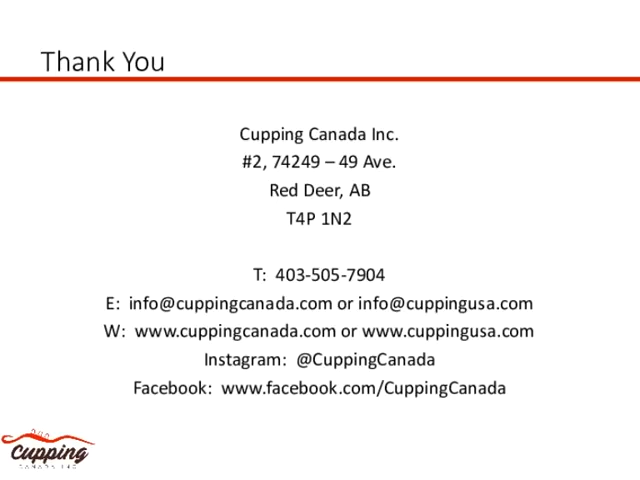 Thank You
Cupping Canada Inc.
#2, 74249 – 49 Ave.
Red Deer, AB
T4P 1N2
T:  403-505-7904
E:  info@cuppingcanada.com or info@cuppingusa.com
W:  www.cuppingcanada.com or www.cuppingusa.com
Instagram:  @CuppingCanada
Facebook:  www.facebook.com/CuppingCanada
Cupping
CANADA INC